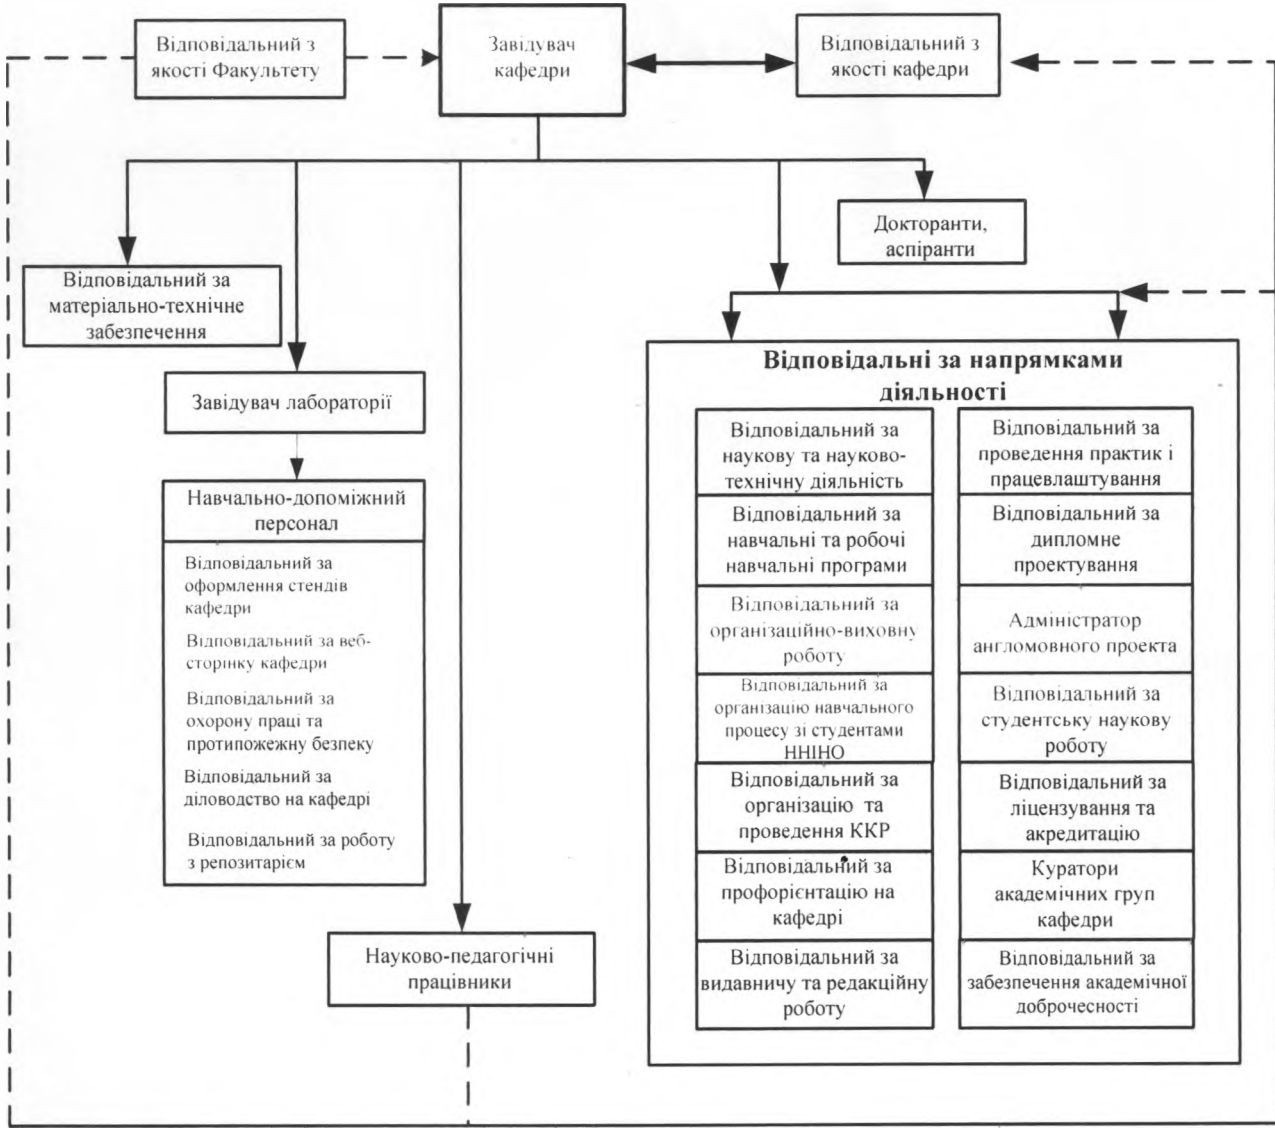 Відповідальний з
якості Факультету
Завідувач
кафедри
Відповідальний з
якості кафедри
Докторанти,
аспіранти
Відповідальний за
матеріально-технічне
забезпечення
Завідувач лабораторії
Навчально-допоміжний
персонал
Відповідальний за
оформлення стендів
кафедри
Відповідальний за веб-
сторінку кафедри
Відповідальний за
охорону праці та
протипожежну безпеку
Відповідальний за
діловодство на кафедрі
Відповідальний за роботу
з репозитарієм
Науково-педагогічні
працівники
Відповідальні за напрямками
діяльності
Відповідальний за
наукову та науково-
технічну діяльність
Відповідальний за
навчальні та робочі
навчальні програми
Відповідальний за
організаційно-виховну
роботу
Відповідальний за
організацію навчального
процесу зі студентами
ННІНО
Відповідальний за
організацію та
проведення ККР
Відповідальний за
профорієнтацію на
кафедрі
Відповідальний за
видавничу та редакційну
роботу
Відповідальний за
проведення практик і
працевлаштування
Відповідальний за
дипломне
проектування
Адміністратор
англомовного проекта
Відповідальний за
студентську наукову
роботу
Відповідальний за
ліцензування та
акредитацію
Куратори
академічних груп
кафедри
Відповідальний за
забезпечення академічної
доброчесності